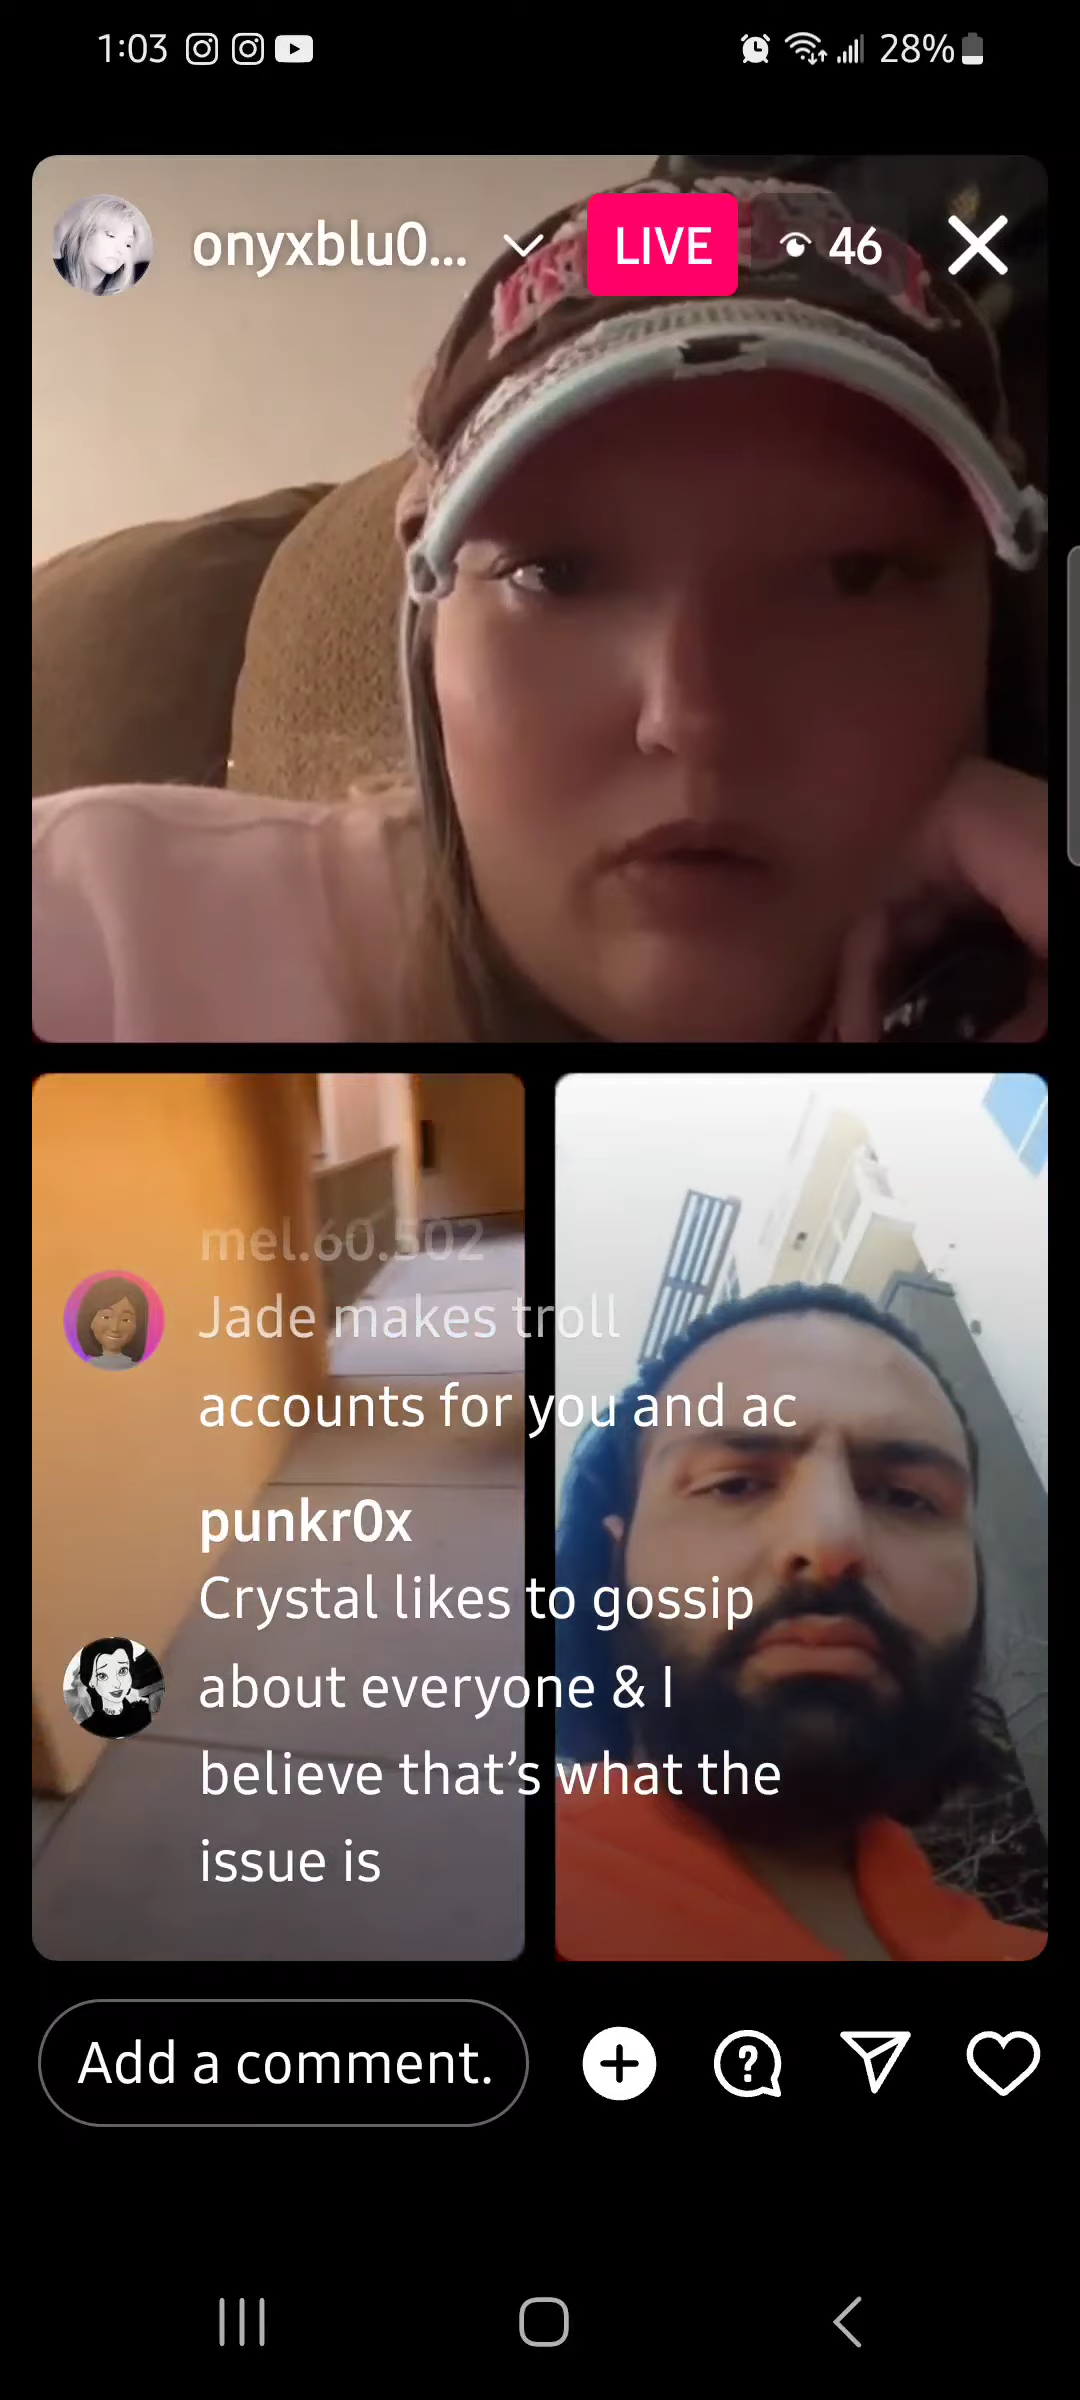 1:03 28%
onyxblu0... LIVE 46
mel.60.502
Jade makes troll
accounts for you and ac
punkr0x
Crystal likes to gossip
about everyone & I
believe that's what the
issue is
Add a comment.